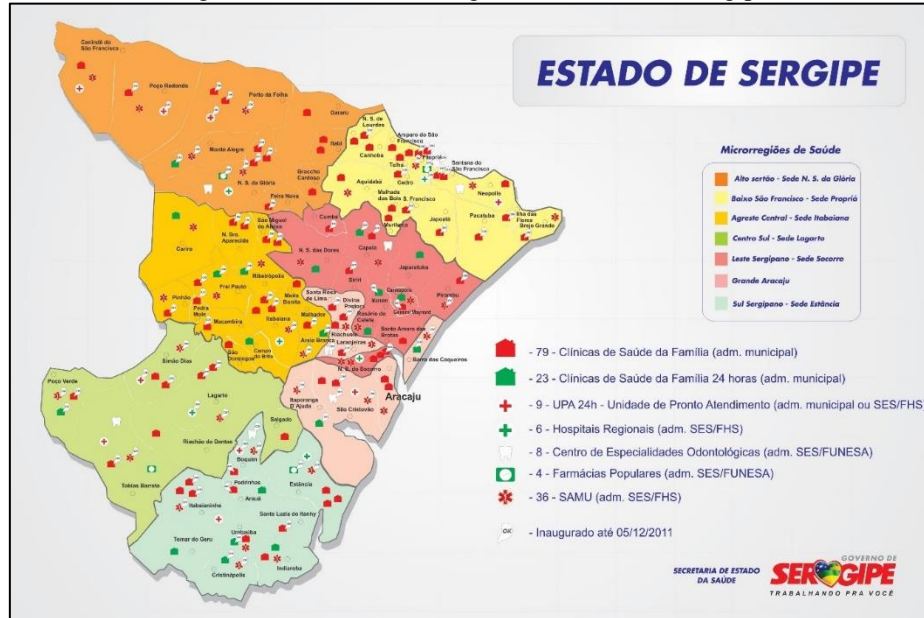 ESTADO DE SERGIPE
Microrregiões de Saúde
Alto sertão - Sede N. S. da Glória
Baixo São Francisco - Sede Propriá
Agreste Central - Sede Itabaiana
Centro Sul - Sede Lagarto
Leste Sergipano - Sede Socorro
Grande Aracaju
Sul Sergipano - Sede Estância
- 79 - Clínicas de Saúde da Família (adm. municipal)
- 23 - Clínicas de Saúde da Família 24 horas (adm. municipal)
- 9 - UPA 24h - Unidade de Pronto Atendimento (adm. municipal ou SES/FHS)
- 6 - Hospitais Regionais (adm. SES/FHS)
- 8 - Centro de Especialidades Odontológicas (adm. SES/FUNESA)
- 4 - Farmácias Populares (adm. SES/FUNESA)
- 36 - SAMU (adm. SES/FHS)
OK - Inaugurado até 05/12/2011
SECRETARIA DE ESTADO
DA SAÚDE
GOVERNO DE
SERGIPE
TRABALHANDO PRA VOCÊ
Canindé do
São Francisco
Poço Redondo
Porto da Folha
Gararu
Monte Alegre
Itabi
N. S. da Glória
Graccho
Cardoso
Feira Nova
N. S. de
Lourdes
Amparo do São
Francisco
Canhoba
Telha
Propriá
Santana do
São Francisco
Aquidabã
Cedro
Malhada
dos Bois
S. Francisco
Neópolis
Muribeca
Japoatã
Pacatuba
Ilha das
Flores
Brejo Grande
Carira
N. Sra.
Aparecida
São Miguel
do Aleixo
Cumbe
N. S. das Dores
Capela
Japaratuba
Ribeirópolis
Siriri
Frei Paulo
Pinhão
Pedra
Mole
Moita
Bonita
Santa Rosa
de Lima
Divina
Pastora
Pirambu
Macambira
Itabaiana
Malhador
Rosário do
Catete
Riachuelo
Santo Amaro das
Brotas
São
Domingos
Campo
do Brito
Areia Branca
Laranjeiras
Barra dos Coqueiros
N. S. do Socorro
Aracaju
Simão Dias
Poço Verde
Lagarto
Itaporanga
D'Ajuda
São Cristóvão
Salgado
Riachão do Dantas
Boquim
Tobias Barreto
Pedrinhas
Estância
Arauá
Itabaianinha
Santa Luzia do Itanhy
Tomar do Geru
Umbaúba
Cristinápolis
Indiaroba